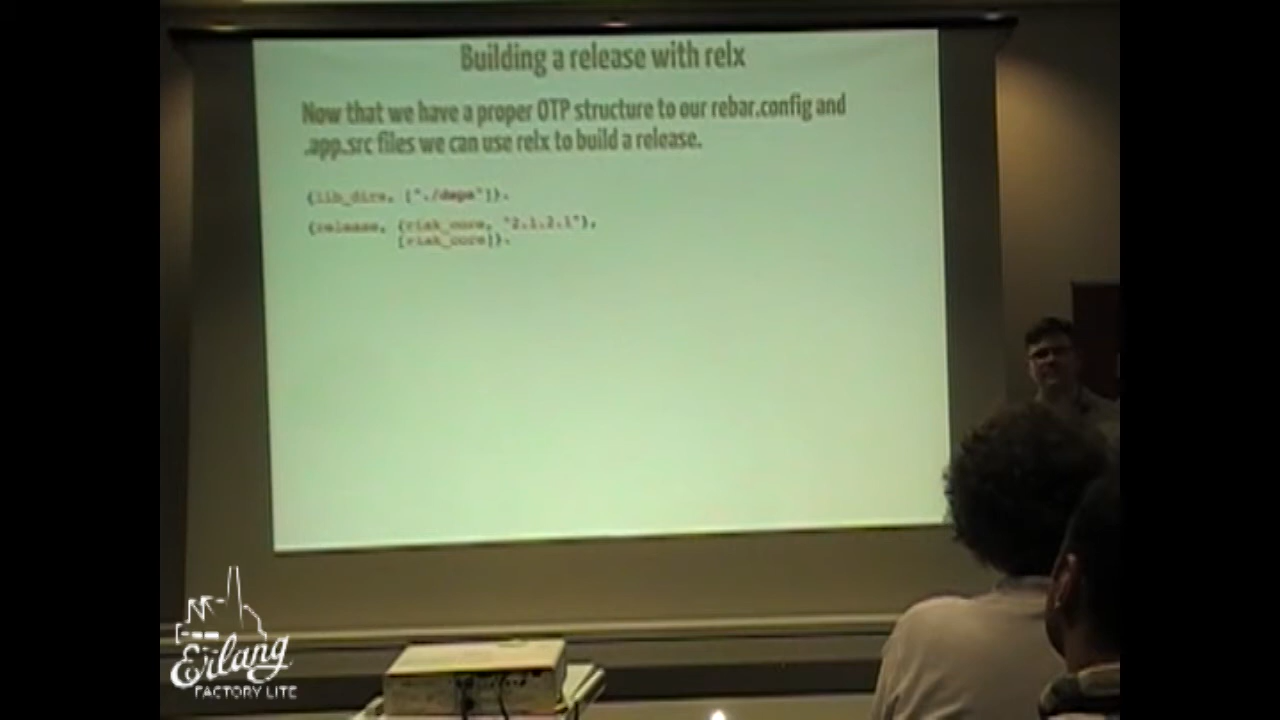 Building a release with relx
Now that we have a proper OTP structure to our rebar.config and
.app.src files we can use relx to build a release.
{lib_dirs, ["./deps"]}.
{release, {riak_core, "2.1.2.1"},
[riak_core]}.
Erlang
FACTORY LITE